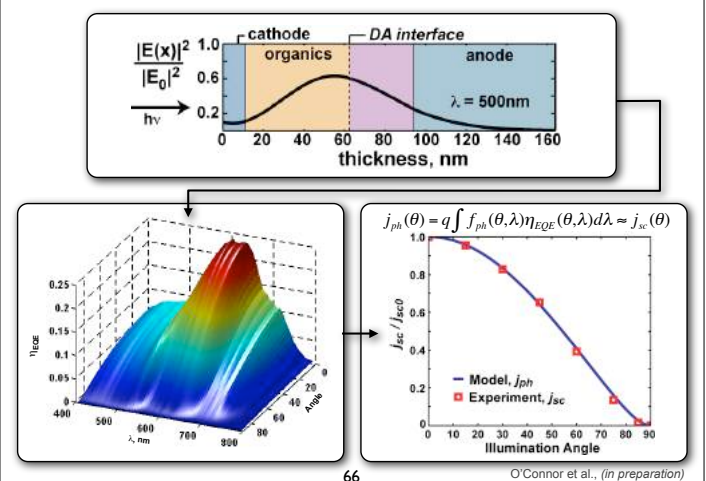 cathode
DA interface
|E(x)|²
|E₀|²
hν
1.0
0.6
0.2
organics
anode
λ = 500nm
0 20 40 60 80 100 120 140 160
thickness, nm
0.25
0.2
0.15
0.1
0.05
0
ηEQE
400 500 600 700 800
λ, nm
80 60 40 20 0
Angle
j_ph(θ) = q∫ f_ph(θ,λ)η_EQE(θ,λ)dλ ≈ j_sc(θ)
1
0.8
0.6
0.4
0.2
0
j_sc / j_sc0
Model, j_ph
Experiment, j_sc
0 10 20 30 40 50 60 70 80 90
Illumination Angle
66
O'Connor et al., (in preparation)